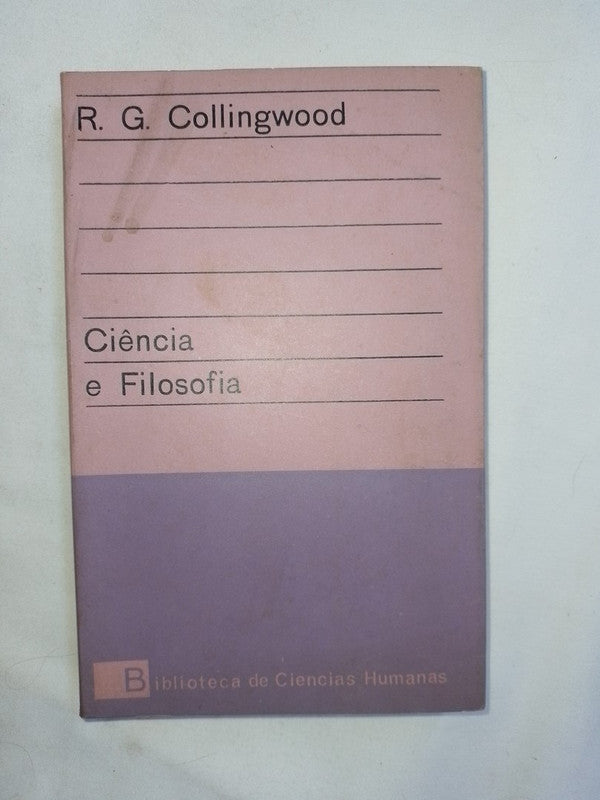 R. G. Collingwood
Ciência
e Filosofia
Biblioteca de Ciencias Humanas